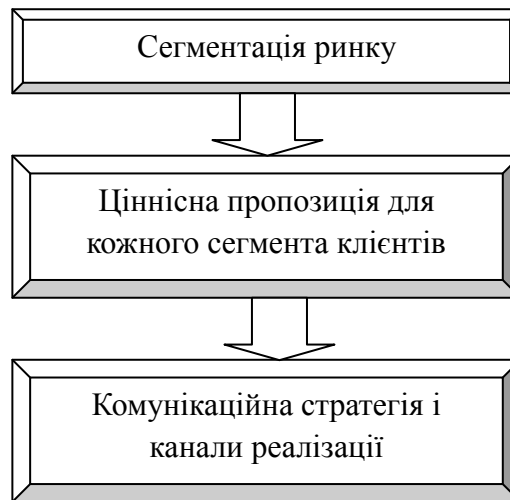 Сегментація ринку
Ціннісна пропозиція для
кожного сегмента клієнтів
Комунікаційна стратегія і
канали реалізації